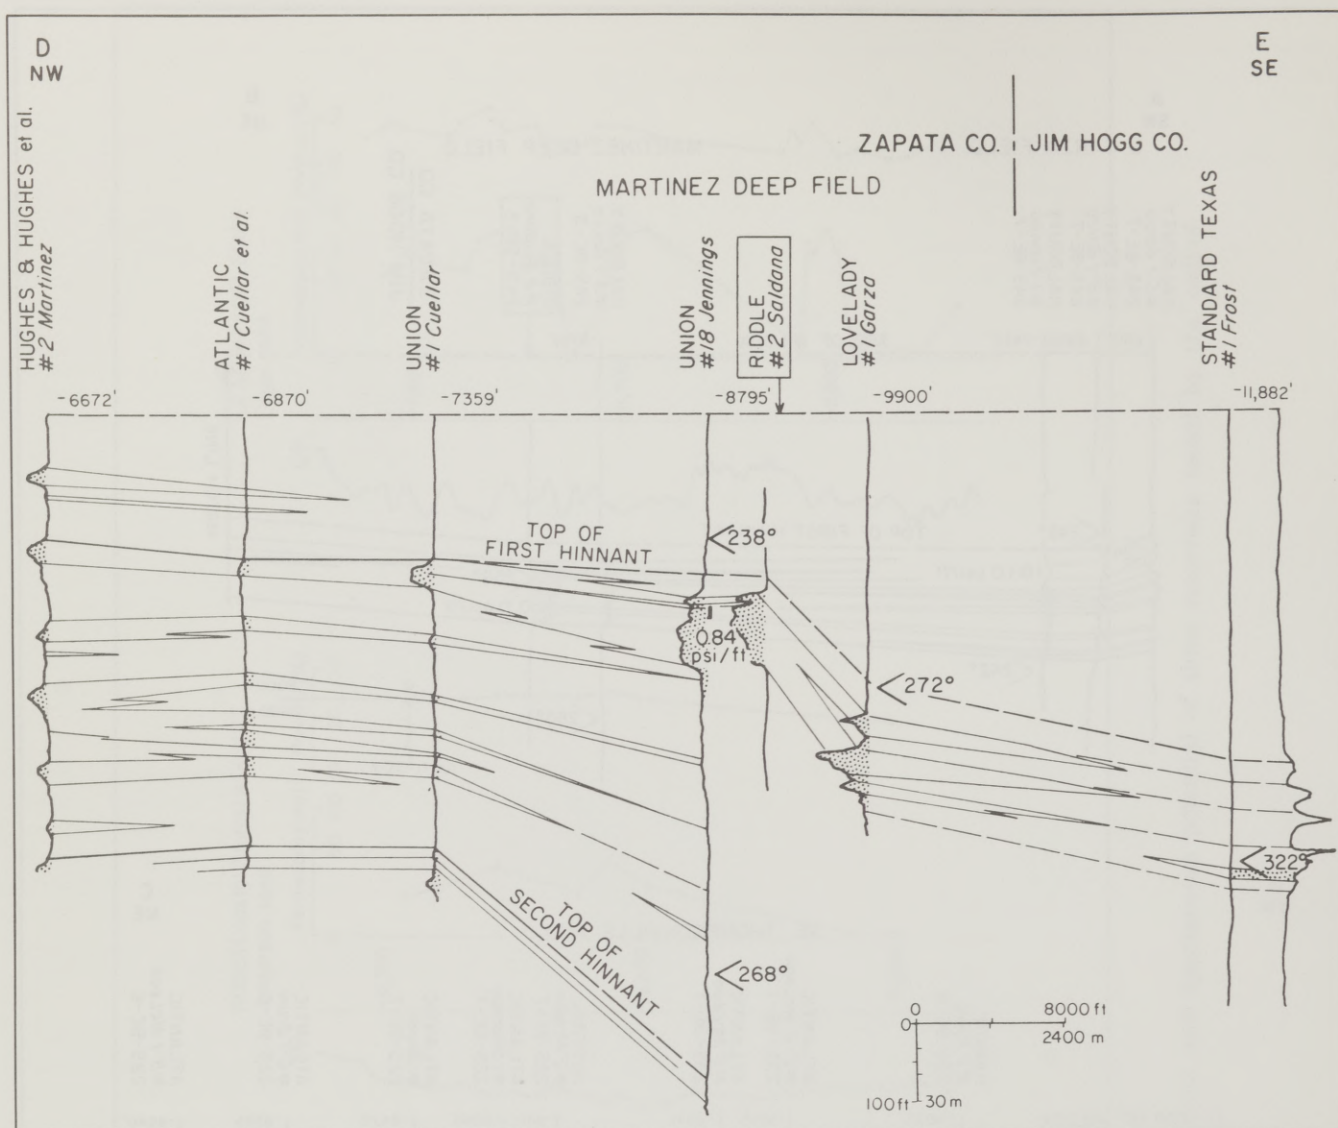 D
NW
E
SE
ZAPATA CO.
JIM HOGG CO.
MARTINEZ DEEP FIELD
HUGHES & HUGHES et al.
#2 Martinez
ATLANTIC
#1 Cuellar et al.
UNION
#1 Cuellar
UNION
#18 Jennings
RIDDLE
#2 Saldana
LOVELADY
#1 Garza
STANDARD TEXAS
#1 Frost
-6672'
-6870'
-7359'
-8795'
-9900'
-11,882'
TOP OF
FIRST HINNANT
238°
0.84
psi/ft
272°
322°
TOP OF
SECOND HINNANT
268°
0
8000 ft
0
2400 m
100 ft
30 m